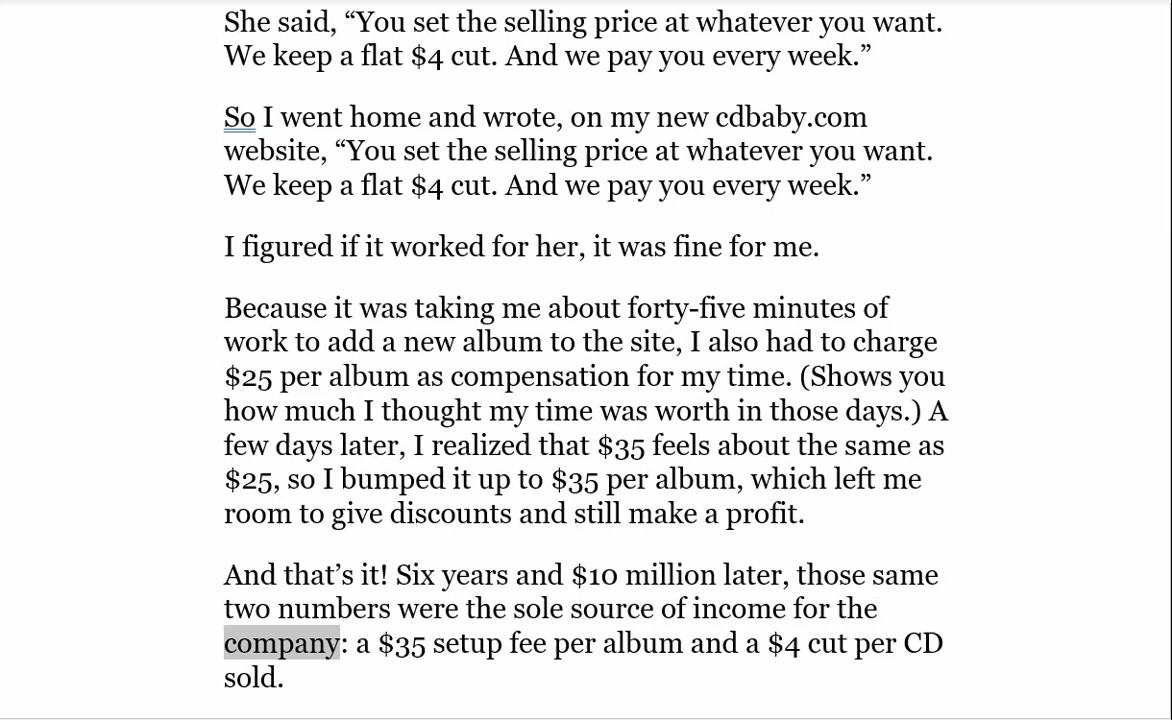 She said, “You set the selling price at whatever you want.
We keep a flat $4 cut. And we pay you every week.”
So I went home and wrote, on my new cdbaby.com
website, “You set the selling price at whatever you want.
We keep a flat $4 cut. And we pay you every week.”
I figured if it worked for her, it was fine for me.
Because it was taking me about forty-five minutes of
work to add a new album to the site, I also had to charge
$25 per album as compensation for my time. (Shows you
how much I thought my time was worth in those days.) A
few days later, I realized that $35 feels about the same as
$25, so I bumped it up to $35 per album, which left me
room to give discounts and still make a profit.
And that’s it! Six years and $10 million later, those same
two numbers were the sole source of income for the
company: a $35 setup fee per album and a $4 cut per CD
sold.